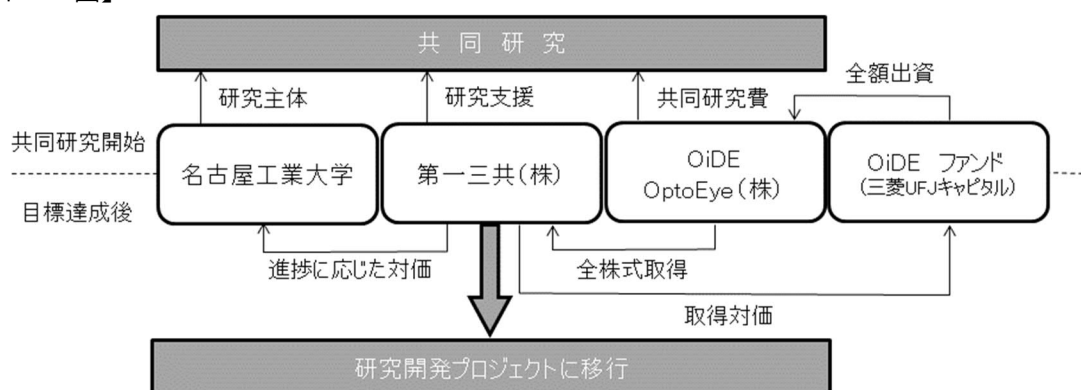 共 同 研 究
全額出資
研究主体
研究支援
共同研究費
共同研究開始
名古屋工業大学
第一三共(株)
OiDE
OptoEye(株)
OiDE ファンド
(三菱UFJキャピタル)
目標達成後
進捗に応じた対価
全株式取得
取得対価
研究開発プロジェクトに移行